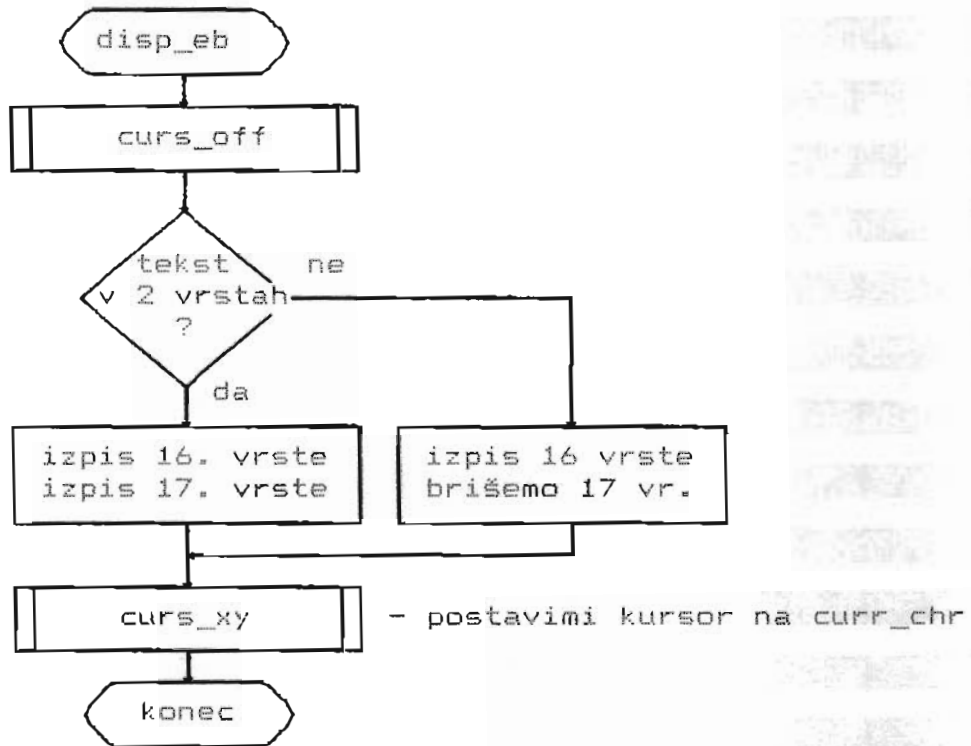 disp_eb
curs_off
tekst
ne
v 2 vrstah
?
da
izpis 16. vrste
izpis 17. vrste
izpis 16 vrste
brišemo 17 vr.
curs_xy
- postavimi kursor na curr_chr
konec